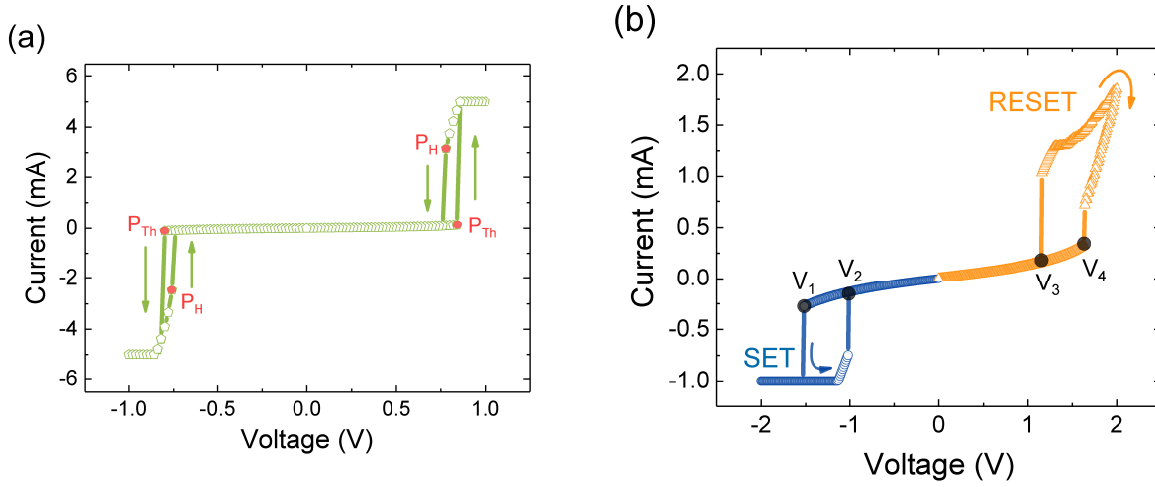 (a)
Current (mA)
6
4
2
0
-2
-4
-6
P_H
P_Th
P_Th
P_H
-1.0 -0.5 0.0 0.5 1.0
Voltage (V)
(b)
Current (mA)
2.0
1.5
1.0
0.5
0.0
-0.5
-1.0
RESET
V_1
V_2
V_3
V_4
SET
-2 -1 0 1 2
Voltage (V)